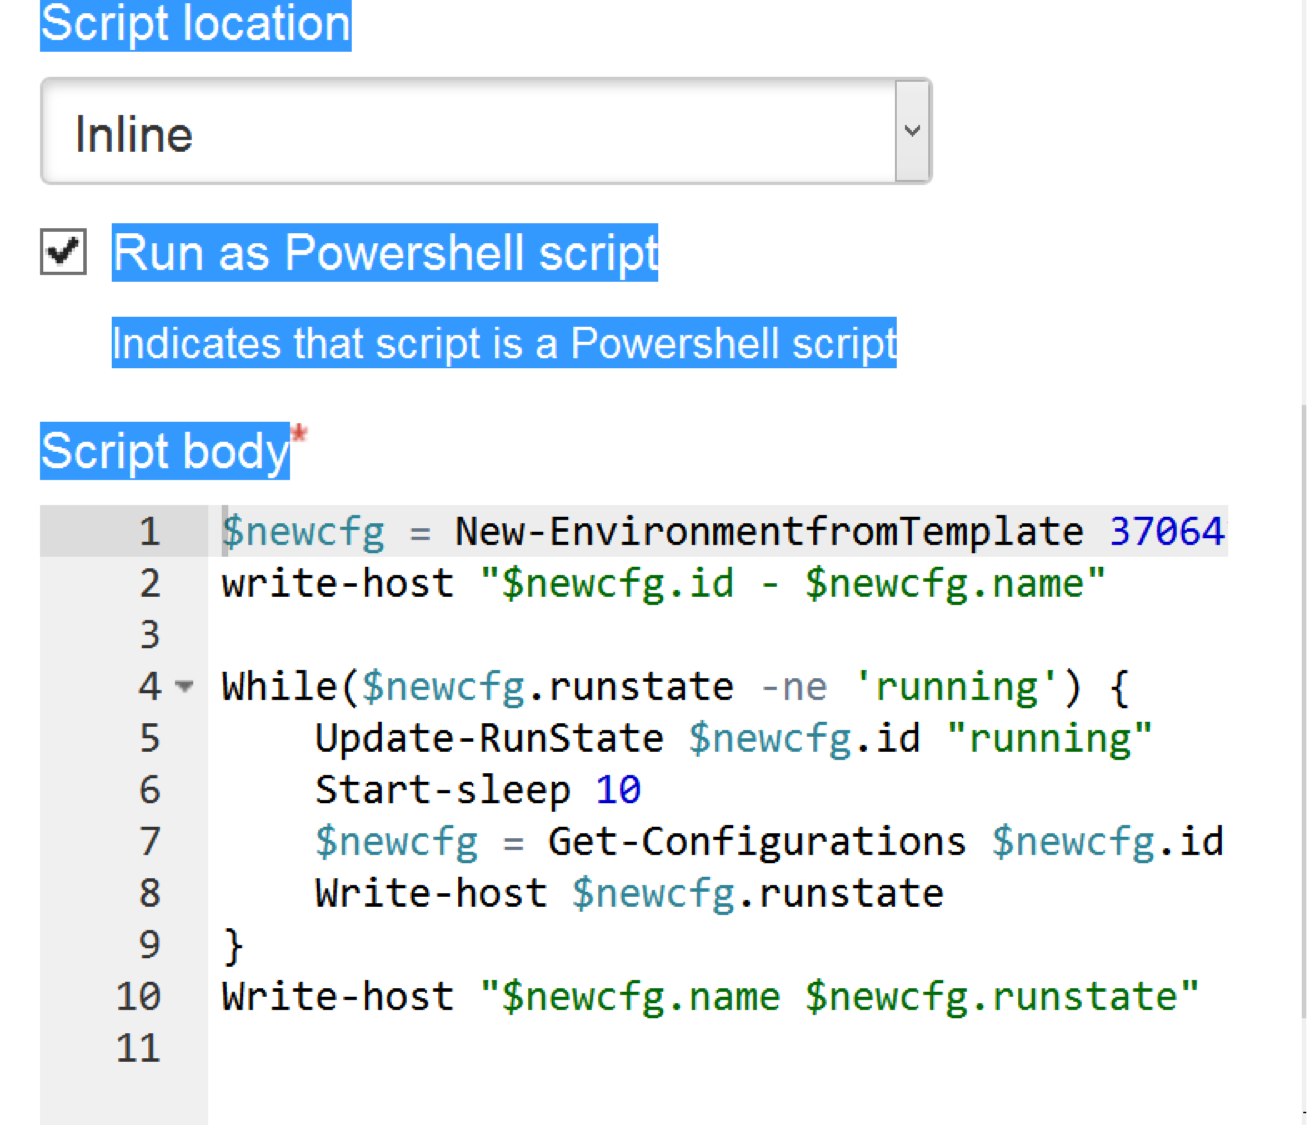 Script location
Inline
Run as Powershell script
Indicates that script is a Powershell script
Script body*
1 $newcfg = New-EnvironmentfromTemplate 37064
2 write-host "$newcfg.id - $newcfg.name"
3
4 While($newcfg.runstate -ne 'running') {
5 Update-RunState $newcfg.id "running"
6 Start-sleep 10
7 $newcfg = Get-Configurations $newcfg.id
8 Write-host $newcfg.runstate
9 }
10 Write-host "$newcfg.name $newcfg.runstate"
11